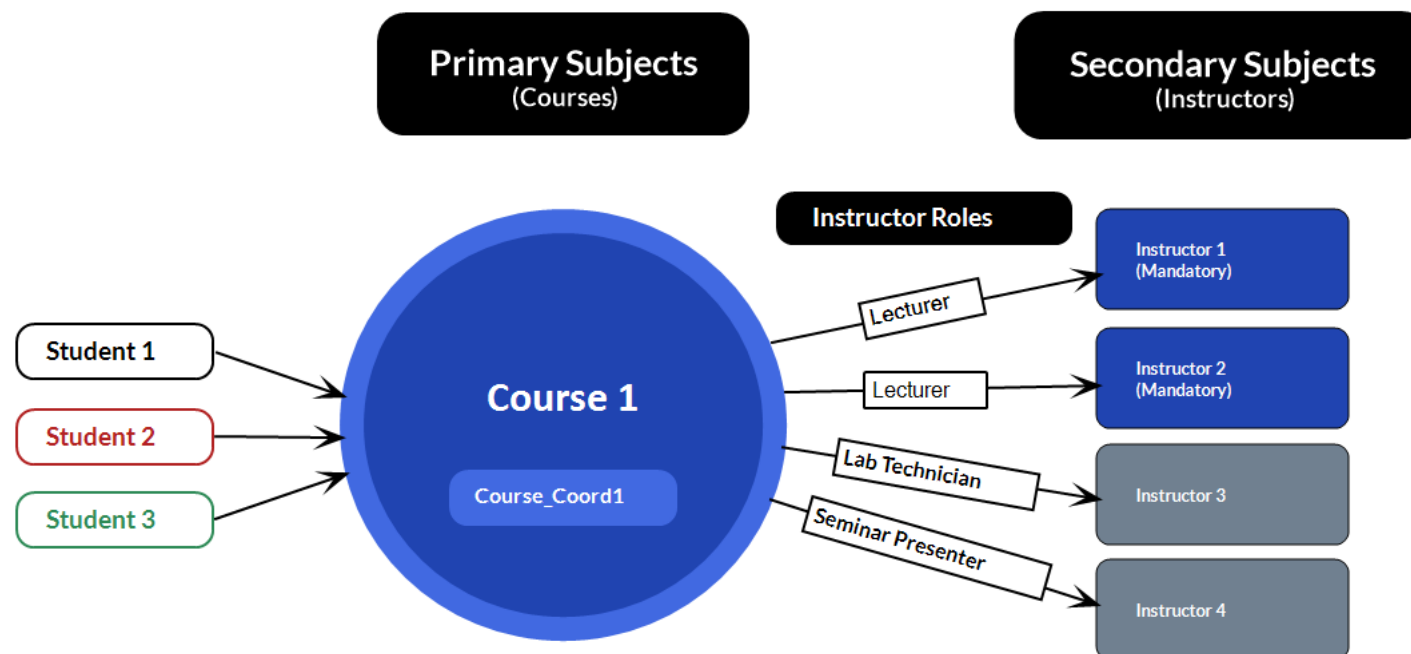 Primary Subjects
(Courses)
Secondary Subjects
(Instructors)
Instructor Roles
Student 1
Student 2
Student 3
Course 1
Course_Coord1
Lecturer
Instructor 1
(Mandatory)
Lecturer
Instructor 2
(Mandatory)
Lab Technician
Instructor 3
Seminar Presenter
Instructor 4